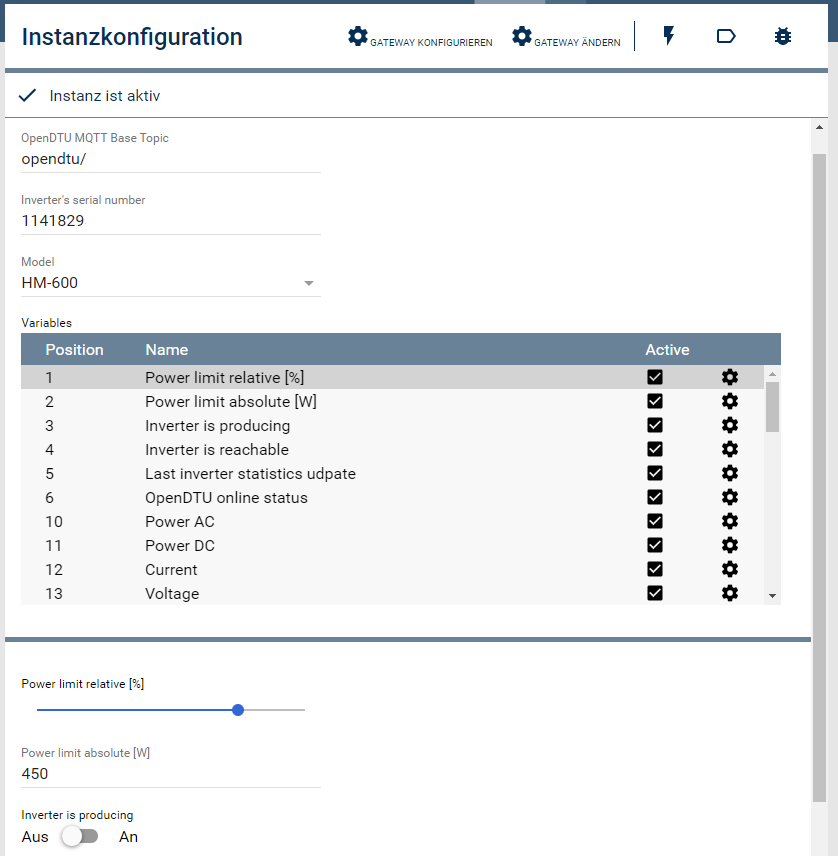 Instanzkonfiguration GATEWAY KONFIGURIEREN GATEWAY ÄNDERN
Instanz ist aktiv
OpenDTU MQTT Base Topic
opendtu/
Inverter's serial number
1141829
Model
HM-600
Variables
Position Name Active
1 Power limit relative [%]
2 Power limit absolute [W]
3 Inverter is producing
4 Inverter is reachable
5 Last inverter statistics udpate
6 OpenDTU online status
10 Power AC
11 Power DC
12 Current
13 Voltage
Power limit relative [%]
Power limit absolute [W]
450
Inverter is producing
Aus An